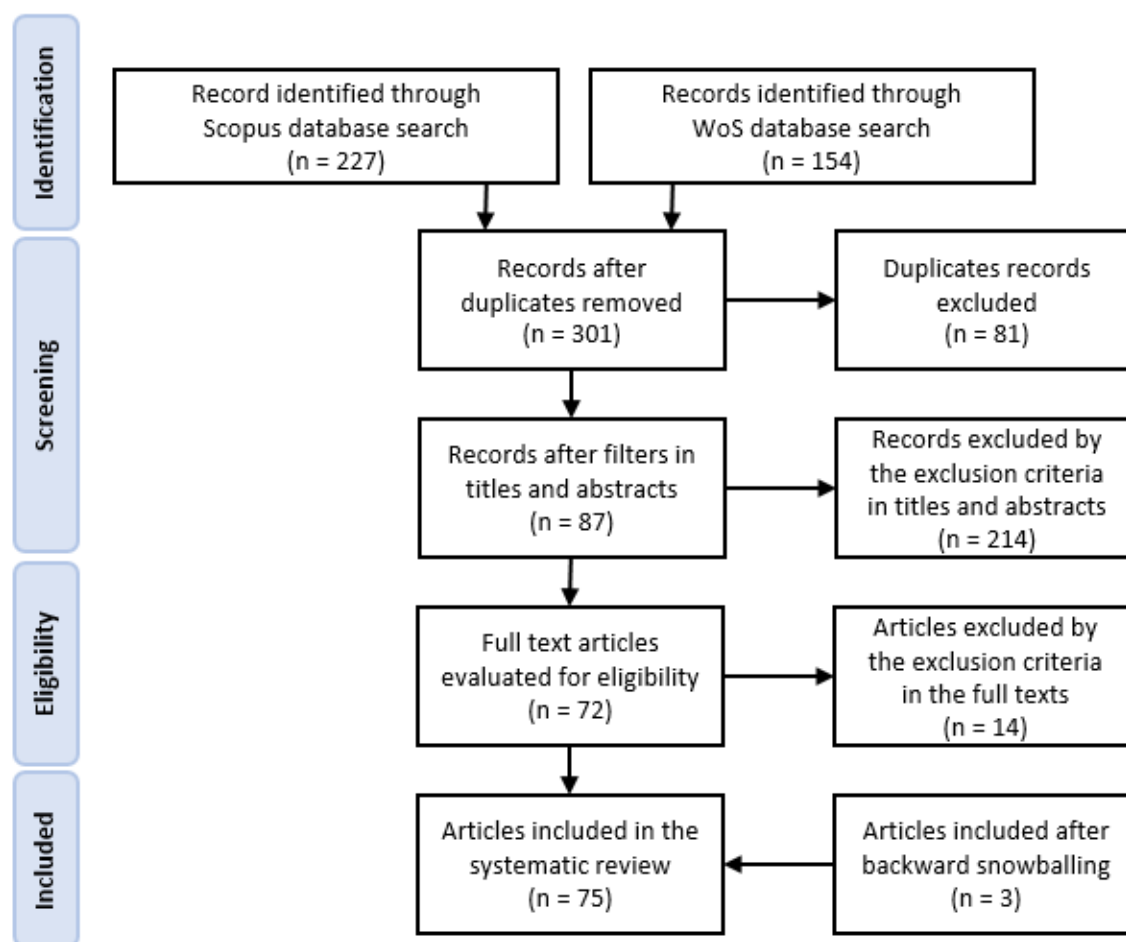 Identification
Record identified through
Scopus database search
(n = 227)
Records identified through
WoS database search
(n = 154)
Screening
Records after
duplicates removed
(n = 301)
Duplicates records
excluded
(n = 81)
Records after filters in
titles and abstracts
(n = 87)
Records excluded by
the exclusion criteria
in titles and abstracts
(n = 214)
Eligibility
Full text articles
evaluated for eligibility
(n = 72)
Articles excluded by
the exclusion criteria
in the full texts
(n = 14)
Included
Articles included in the
systematic review
(n = 75)
Articles included after
backward snowballing
(n = 3)